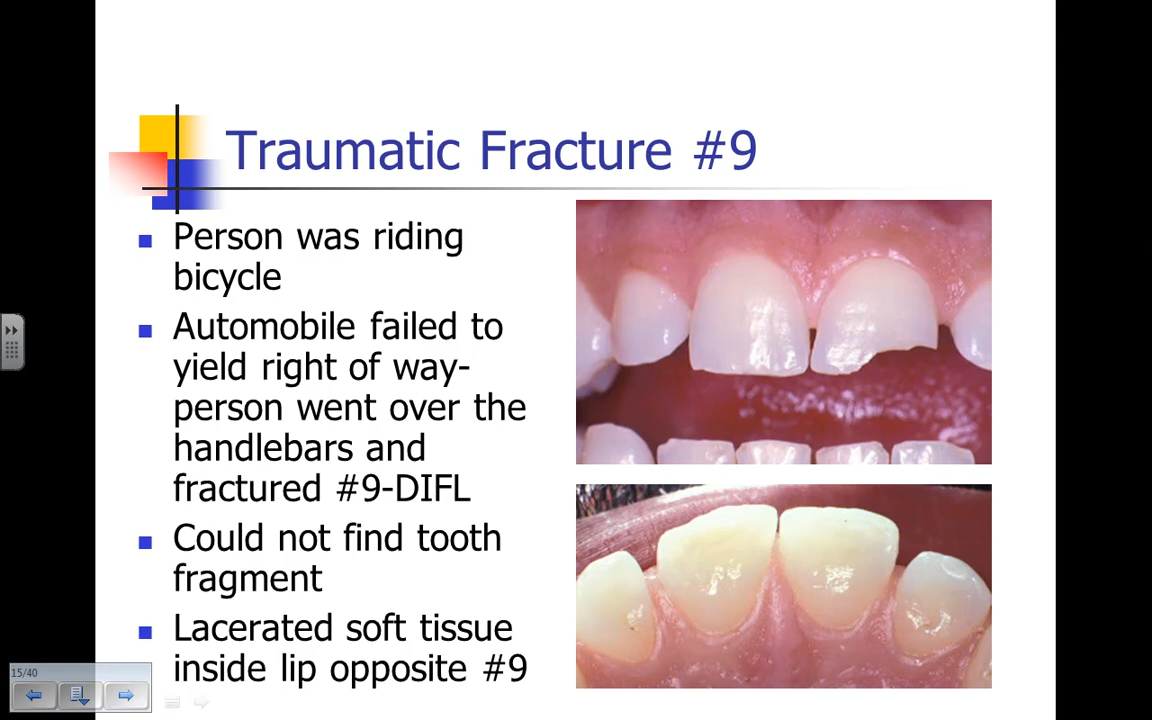 Traumatic Fracture #9
Person was riding
bicycle
Automobile failed to
yield right of way-
person went over the
handlebars and
fractured #9-DIFL
Could not find tooth
fragment
Lacerated soft tissue
inside lip opposite #9
15/40